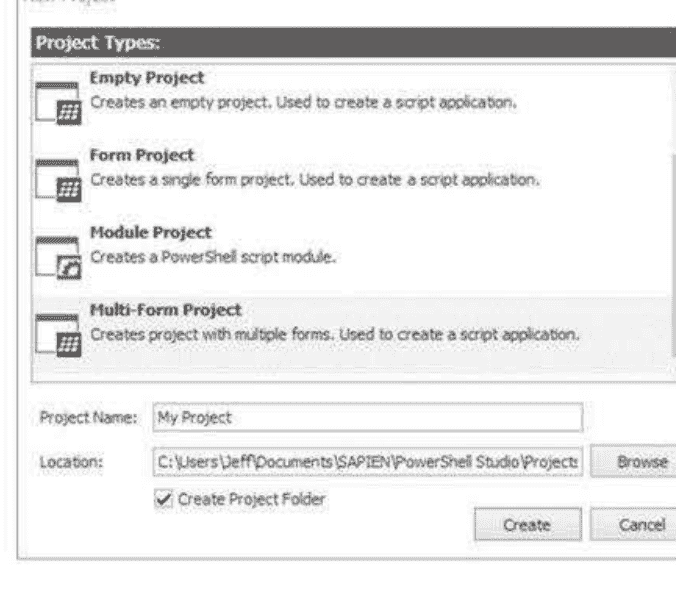 Project Types:
Empty Project
Creates an empty project. Used to create a script application.
Form Project
Creates a single form project. Used to create a script application.
Module Project
Creates a PowerShell script module.
Multi-Form Project
Creates project with multiple forms. Used to create a script application.
Project Name: My Project
Location: C:\Users\Jeff\Documents\SAPIEN\PowerShell Studio\Projects Browse
Create Project Folder
Create Cancel